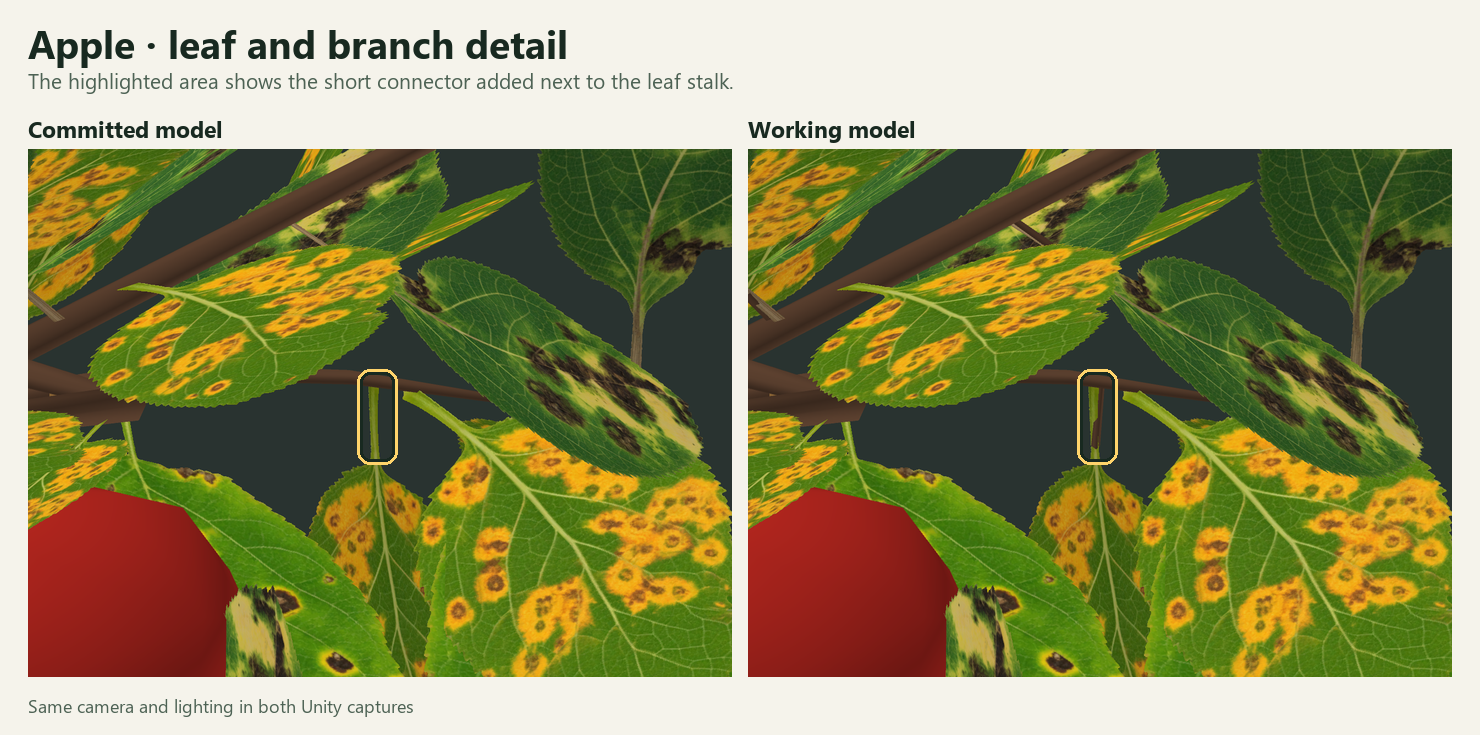 Apple · leaf and branch detail
The highlighted area shows the short connector added next to the leaf stalk.
Committed model
Working model
Same camera and lighting in both Unity captures